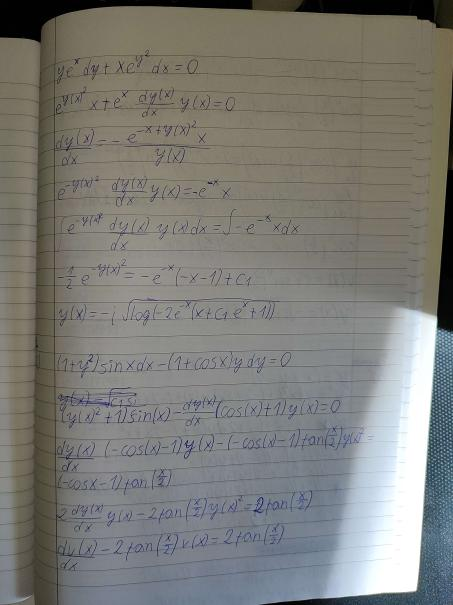 ye^x dy + xe^{y^2} dx = 0
e^{y(x)^2} x + e^x dy(x)/dx y(x) = 0
dy(x)/dx = - e^{-x+y(x)^2} x / y(x)
e^{-y(x)^2} dy(x)/dx y(x) = -e^{-x} x
∫ e^{-y(x)^2} dy(x)/dx y(x) dx = ∫ - e^{-x} x dx
-1/2 e^{-y(x)^2} = -e^{-x} (-x-1) + C1
y(x) = -i √(log(-2e^{-x}(x + C1 e^x + 1)))
(1+y^2) sin x dx - (1+cos x) y dy = 0
(y(x)^2 + 1) sin(x) - dy(x)/dx (cos(x)+1) y(x) = 0
dy(x)/dx (-cos(x)-1) y(x) - (-cos(x)-1) tan(x/2) y(x)^2 =
(-cos x-1) tan(x/2)
2 dy(x)/dx y(x) - 2 tan(x/2) y(x)^2 = 2 tan(x/2)
dv(x)/dx - 2 tan(x/2) v(x) = 2 tan(x/2)